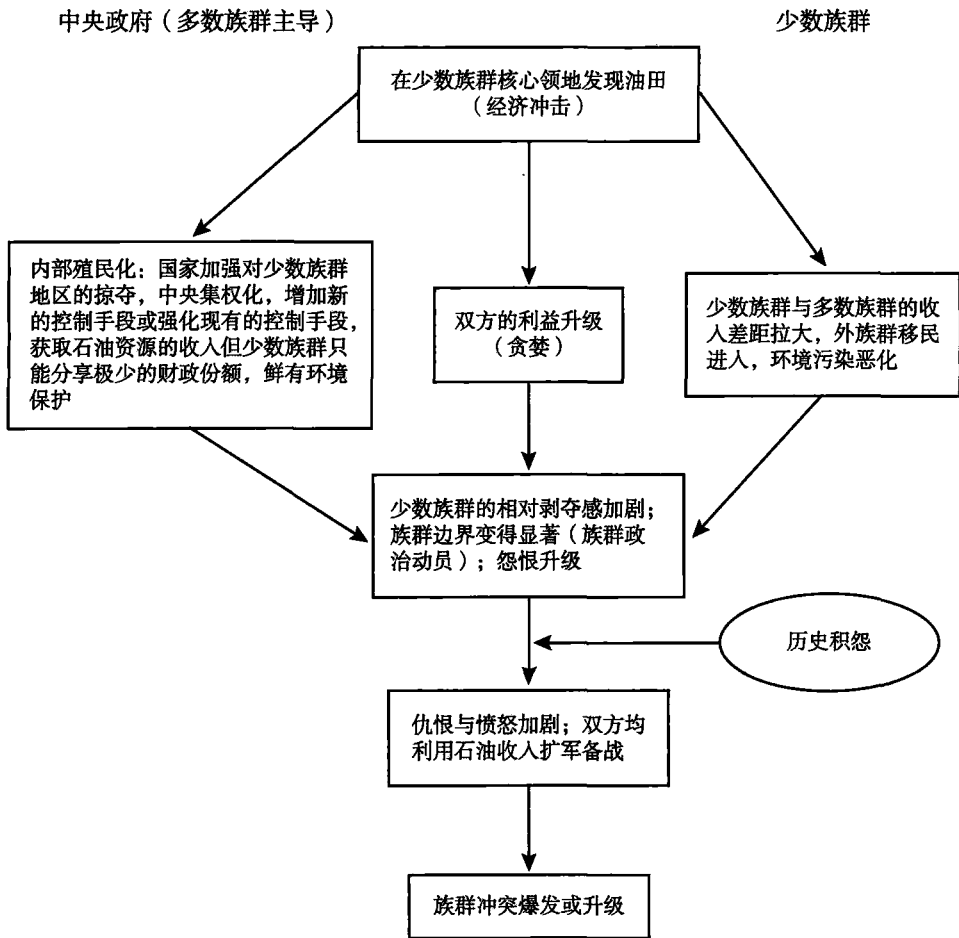 中央政府（多数族群主导）
少数族群
在少数族群核心领地发现油田
（经济冲击）
内部殖民化：国家加强对少数族群
地区的掠夺，中央集权化，增加新
的控制手段或强化现有的控制手段，
获取石油资源的收入但少数族群只
能分享极少的财政份额，鲜有环境
保护
双方的利益升级
（贪婪）
少数族群与多数族群的收
入差距拉大，外族群移民
进入，环境污染恶化
少数族群的相对剥夺感加剧；
族群边界变得显著（族群政
治动员）；怨恨升级
历史积怨
仇恨与愤怒加剧；双方均
利用石油收入扩军备战
族群冲突爆发或升级